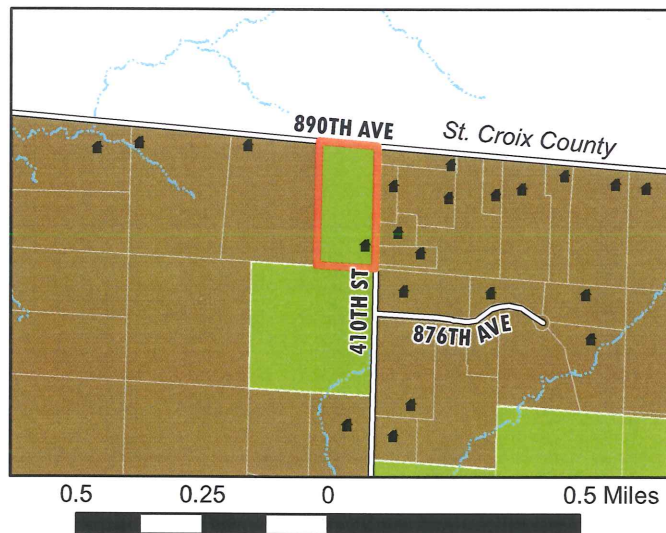 890TH AVE
St. Croix County
410TH ST
876TH AVE
0.5 0.25 0 0.5 Miles